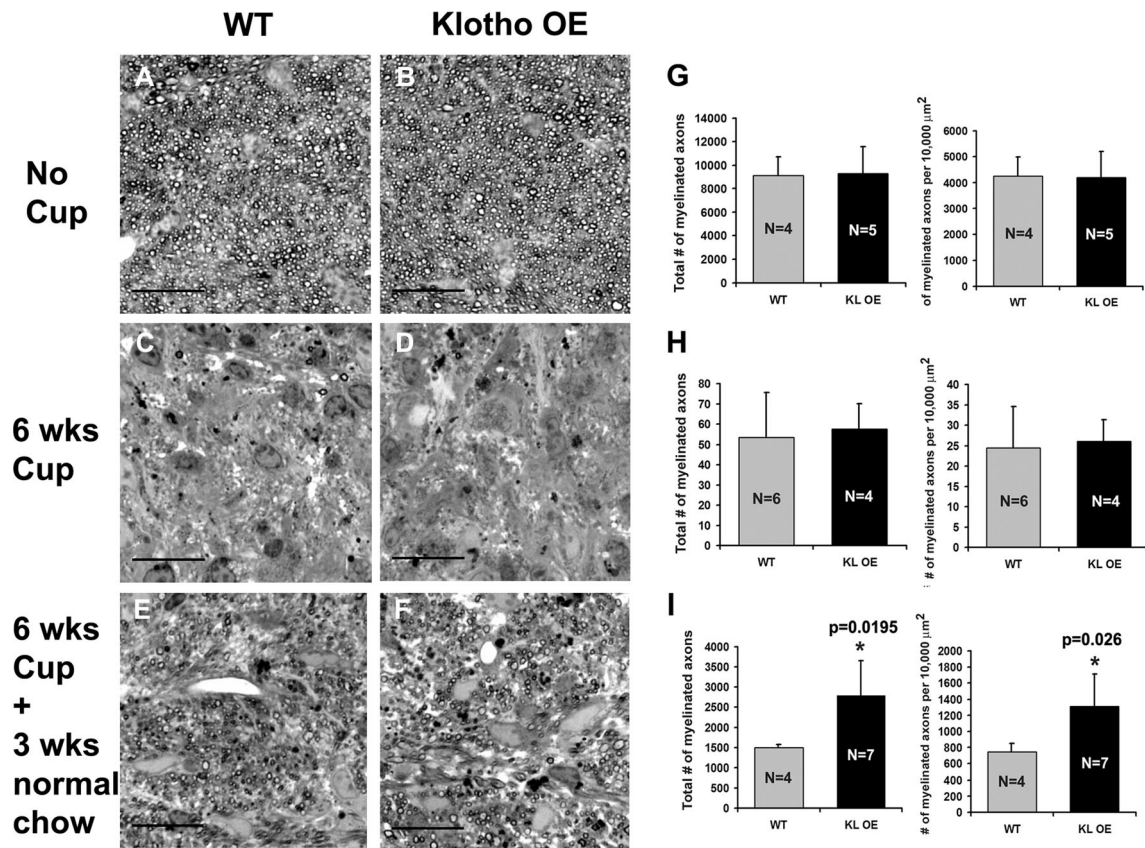 WT
Klotho OE
No
Cup
A
B
6 wks
Cup
C
D
6 wks
Cup
+
3 wks
normal
chow
E
F
G
Total # of myelinated axons
14000
12000
10000
8000
6000
4000
2000
0
N=4
N=5
WT
KL OE
of myelinated axons per 10,000 µm²
6000
5000
4000
3000
2000
1000
0
N=4
N=5
WT
KL OE
H
Total # of myelinated axons
80
70
60
50
40
30
20
10
0
N=6
N=4
WT
KL OE
# of myelinated axons per 10,000 µm²
40
35
30
25
20
15
10
5
0
N=6
N=4
WT
KL OE
I
Total # of myelinated axons
4000
3500
3000
2500
2000
1500
1000
500
0
p=0.0195
*
N=4
N=7
WT
KL OE
# of myelinated axons per 10,000 µm²
2000
1800
1600
1400
1200
1000
800
600
400
200
0
p=0.026
*
N=4
N=7
WT
KL OE